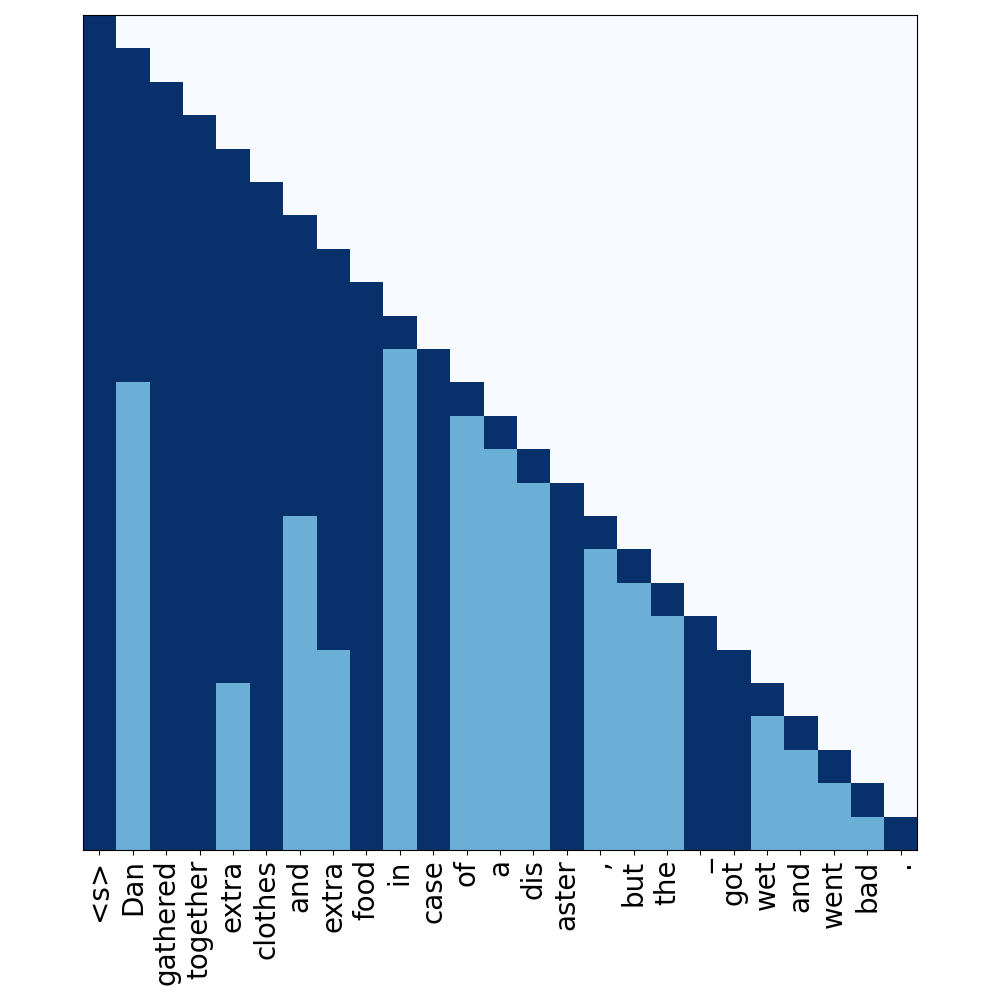 <s> Dan gathered together extra clothes and extra food in case of a dis aster , but the _ got wet and went bad .